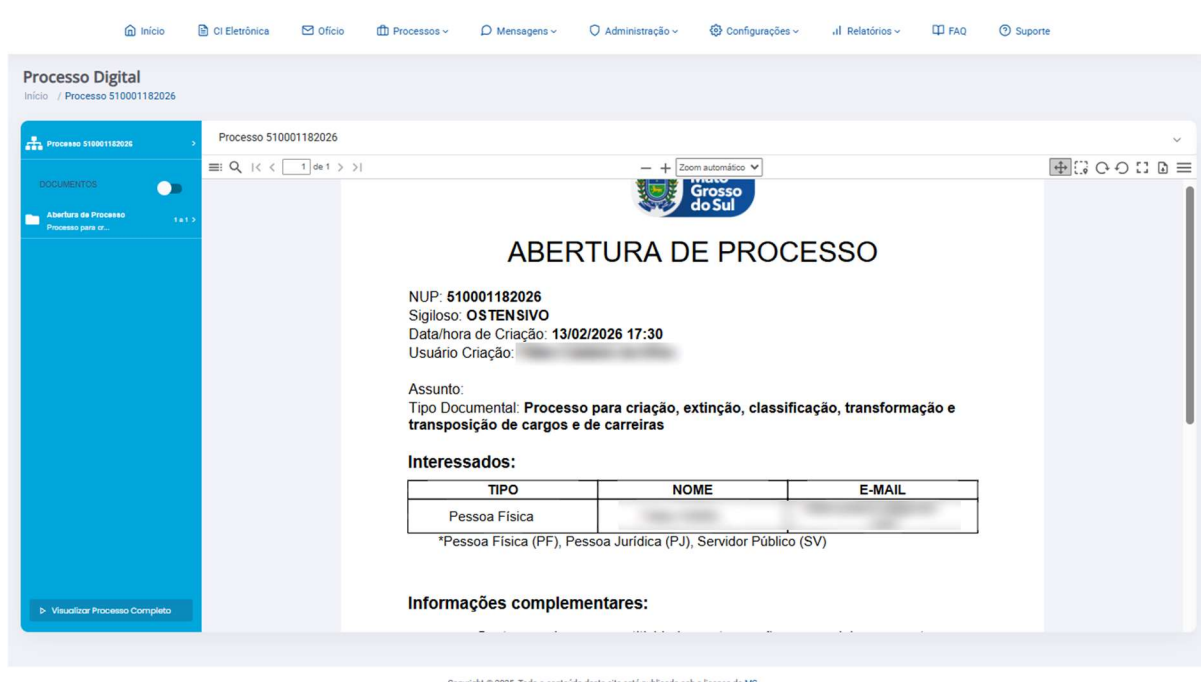 Início CI Eletrônica Ofício Processos Mensagens Administração Configurações Relatórios FAQ Suporte
Processo Digital
Início / Processo 510001182026
Processo 510001182026
DOCUMENTOS
Abertura de Processo
Processo para cr...
1 a 1
Visualizar Processo Completo
Processo 510001182026
1 de 1
Zoom automático
Mato
Grosso
do Sul
ABERTURA DE PROCESSO
NUP: 510001182026
Sigiloso: OSTENSIVO
Data/hora de Criação: 13/02/2026 17:30
Usuário Criação:
Assunto:
Tipo Documental: Processo para criação, extinção, classificação, transformação e
transposição de cargos e de carreiras
Interessados:
TIPO NOME E-MAIL
Pessoa Física
*Pessoa Física (PF), Pessoa Jurídica (PJ), Servidor Público (SV)
Informações complementares: